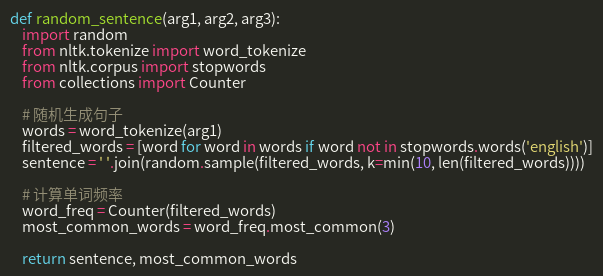 def random_sentence(arg1, arg2, arg3):
    import random
    from nltk.tokenize import word_tokenize
    from nltk.corpus import stopwords
    from collections import Counter

    # 随机生成句子
    words = word_tokenize(arg1)
    filtered_words = [word for word in words if word not in stopwords.words('english')]
    sentence = ' '.join(random.sample(filtered_words, k=min(10, len(filtered_words))))

    # 计算单词频率
    word_freq = Counter(filtered_words)
    most_common_words = word_freq.most_common(3)

    return sentence, most_common_words